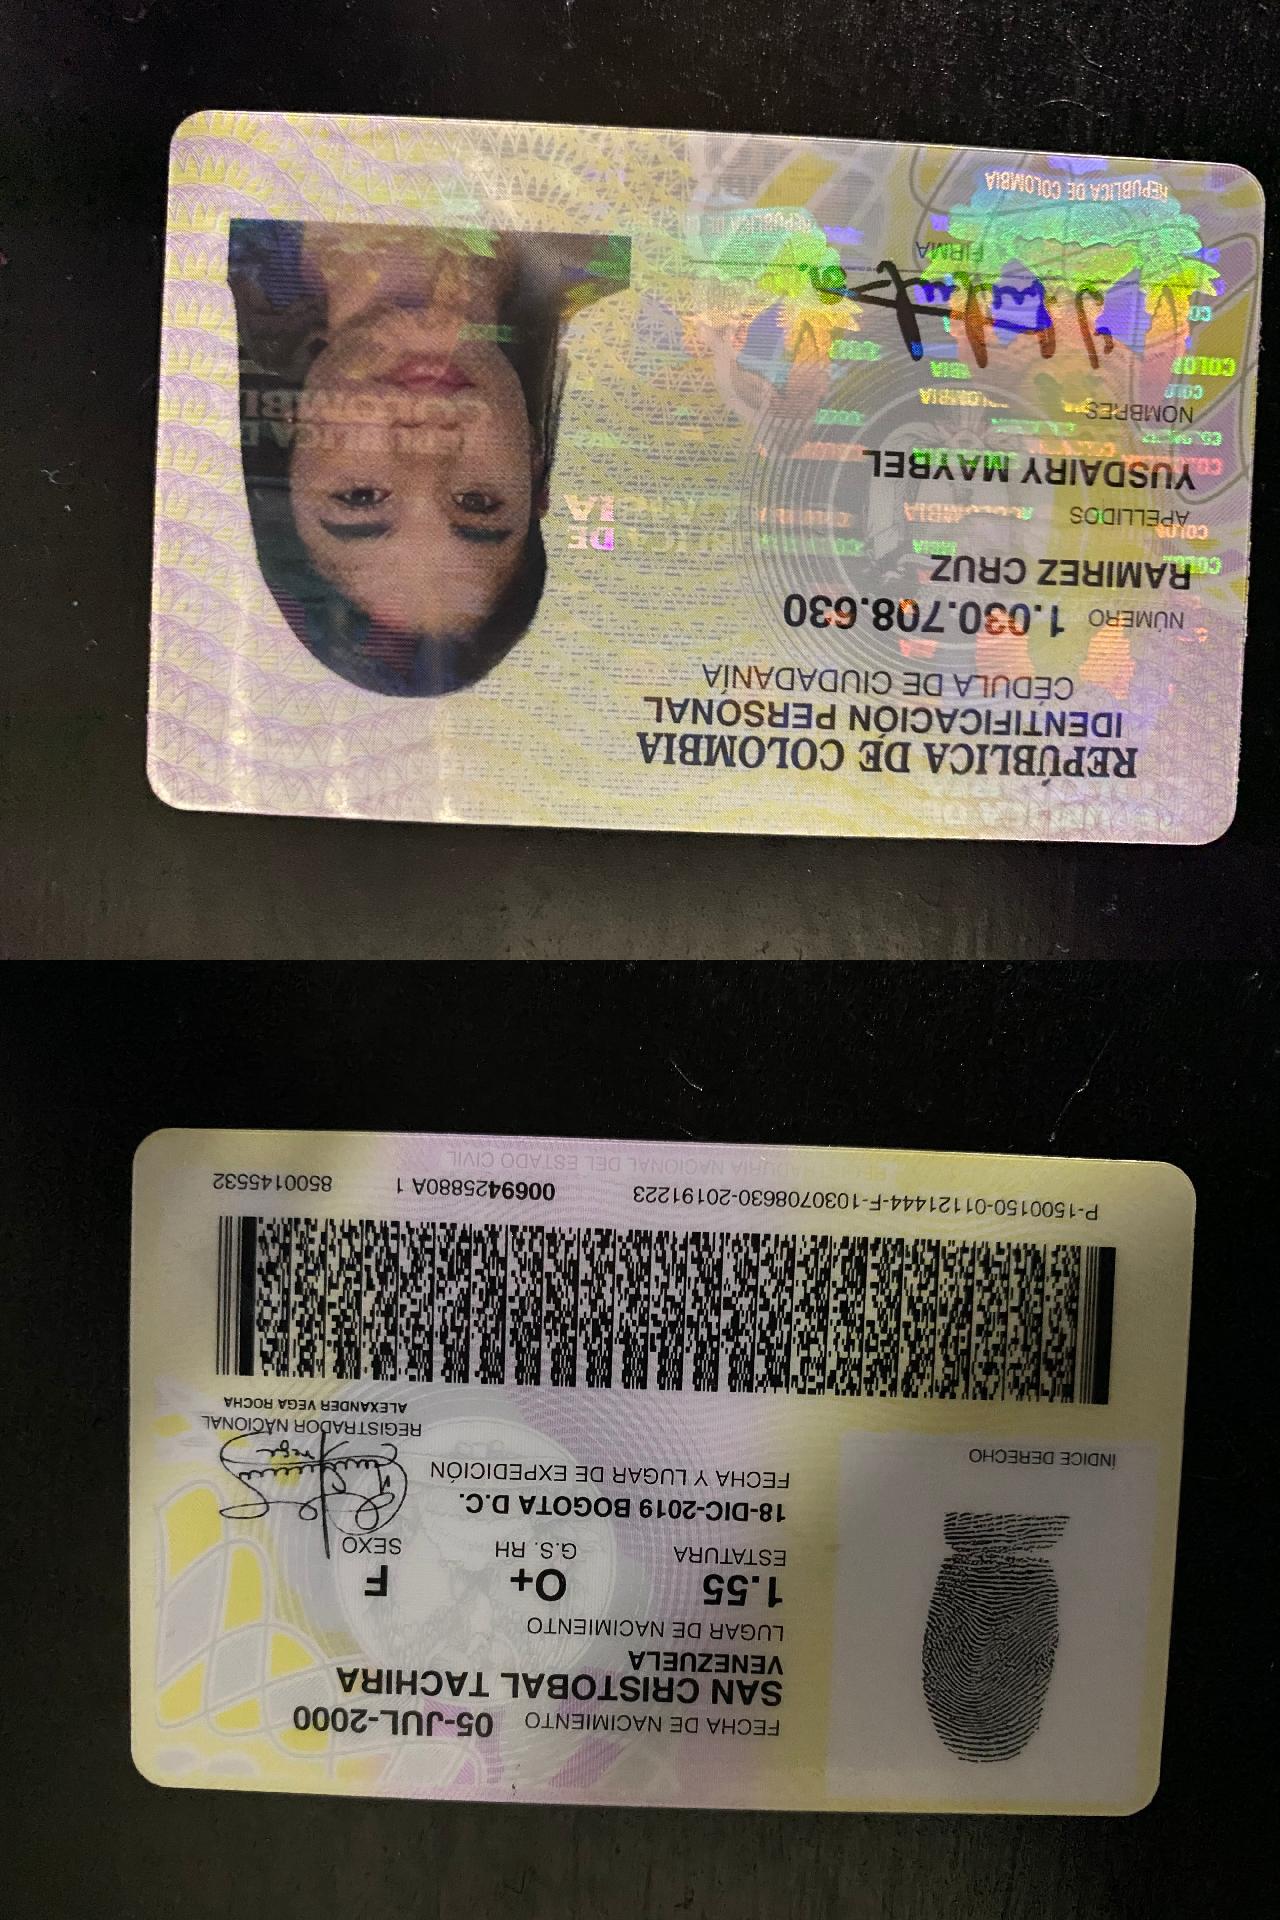 REPÚBLICA DE COLOMBIA
IDENTIFICACIÓN PERSONAL
CÉDULA DE CIUDADANÍA
NÚMERO 1.030.708.630
RAMIREZ CRUZ
APELLIDOS
YUSDAIRY MAYBEL
NOMBRES
FIRMA
REPUBLICA DE COLOMBIA
FECHA DE NACIMIENTO 05-JUL-2000
SAN CRISTOBAL TACHIRA
VENEZUELA
LUGAR DE NACIMIENTO
1.55 O+ F
ESTATURA G.S. RH SEXO
18-DIC-2019 BOGOTA D.C.
FECHA Y LUGAR DE EXPEDICIÓN
REGISTRADOR NACIONAL
ALEXANDER VEGA ROCHA
ÍNDICE DERECHO
P-1500150-01121444-F-1030708630-20191223 0069425880A 1 8500145532
REGISTRADURIA NACIONAL DEL ESTADO CIVIL